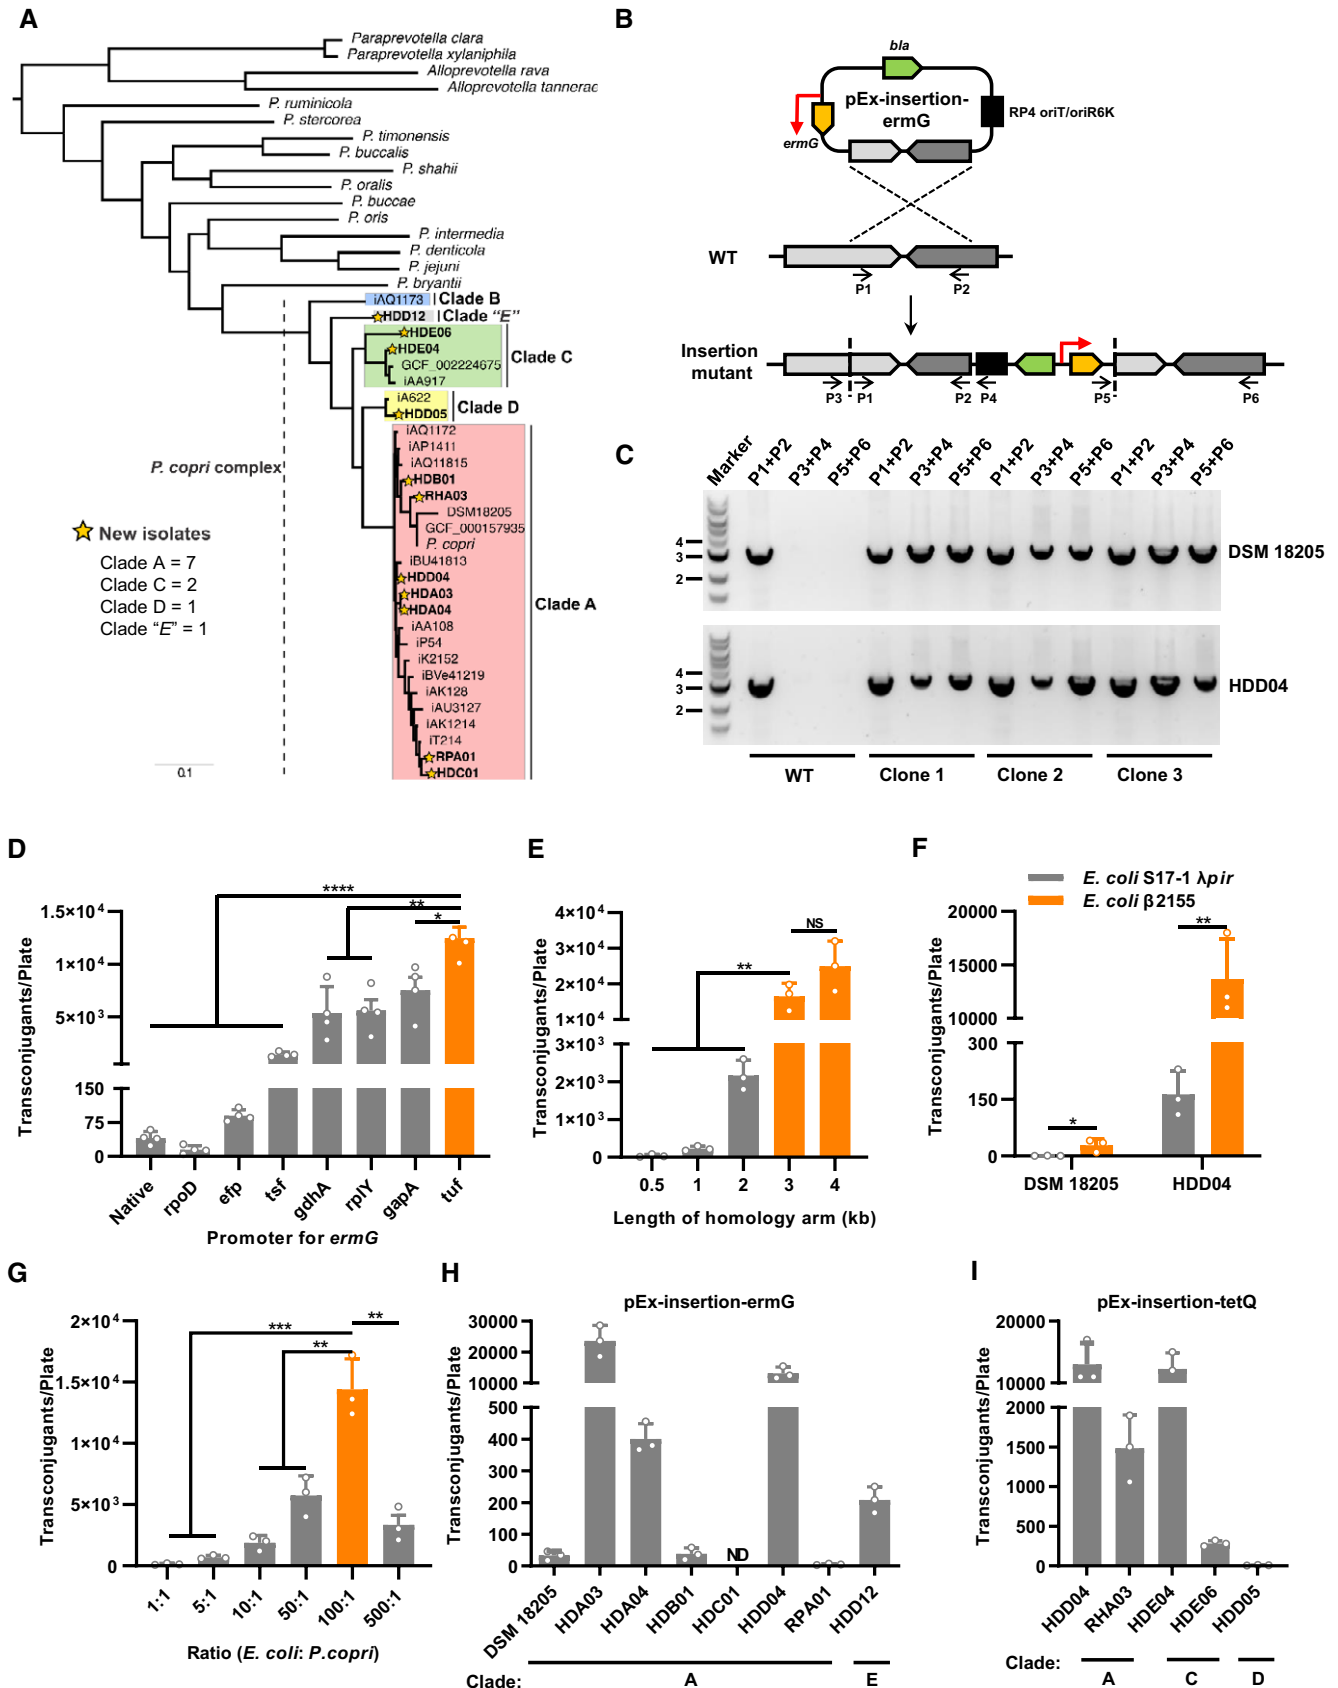 A
Paraprevotella clara
Paraprevotella xylaniphila
Alloprevotella rava
Alloprevotella tannerae
P. ruminicola
P. stercorea
P. timonensis
P. buccalis
P. shahii
P. oralis
P. buccae
P. oris
P. intermedia
P. denticola
P. jejuni
P. bryantii
iAQ1173
Clade B
HDD12
Clade "E"
HDE06
HDE04
GCF_002224675
iAA917
Clade C
iA622
HDD05
Clade D
iAQ1172
iAP1411
iAQ11815
HDB01
RHA03
DSM18205
GCF_000157935
P. copri
iBU41813
HDD04
HDA03
HDA04
iAA108
iP54
iK2152
iBVe41219
iAK128
iAU3127
iAK1214
iT214
RPA01
HDC01
Clade A
P. copri complex
New isolates
Clade A = 7
Clade C = 2
Clade D = 1
Clade "E" = 1
0.1
B
bla
pEx-insertion-
ermG
RP4 oriT/oriR6K
ermG
WT
P1
P2
Insertion
mutant
P3
P1
P2
P4
P5
P6
C
Marker
P1+P2
P3+P4
P5+P6
P1+P2
P3+P4
P5+P6
P1+P2
P3+P4
P5+P6
P1+P2
P3+P4
P5+P6
4
3
2
DSM 18205
4
3
2
HDD04
WT
Clone 1
Clone 2
Clone 3
D
Transconjugants/Plate
1.5×10⁴
1×10⁴
5×10³
150
75
0
****
**
*
Native
rpoD
efp
tsf
gdhA
rplY
gapA
tuf
Promoter for ermG
E
Transconjugants/Plate
4×10⁴
3×10⁴
2×10⁴
1×10⁴
3×10³
2×10³
1×10³
0
**
NS
0.5
1
2
3
4
Length of homology arm (kb)
F
E. coli S17-1 λpir
E. coli β2155
Transconjugants/Plate
20000
15000
10000
300
150
0
*
**
DSM 18205
HDD04
G
Transconjugants/Plate
2×10⁴
1.5×10⁴
1×10⁴
5×10³
0
***
**
**
1:1
5:1
10:1
50:1
100:1
500:1
Ratio (E. coli: P.copri)
H
pEx-insertion-ermG
Transconjugants/Plate
30000
20000
10000
500
400
300
200
100
0
ND
DSM 18205
HDA03
HDA04
HDB01
HDC01
HDD04
RPA01
HDD12
Clade:
A
E
I
pEx-insertion-tetQ
Transconjugants/Plate
20000
10000
2000
1500
1000
500
0
HDD04
RHA03
HDE04
HDE06
HDD05
Clade:
A
C
D